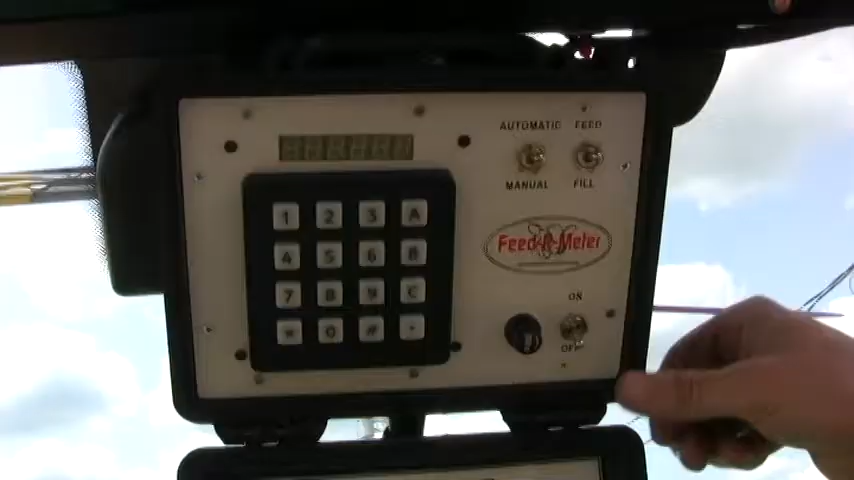 AUTOMATIC FEED
MANUAL FILL
1 2 3 A
4 5 6 B
7 8 9 C
* 0 #
Feed-R-Meter
ON
OFF